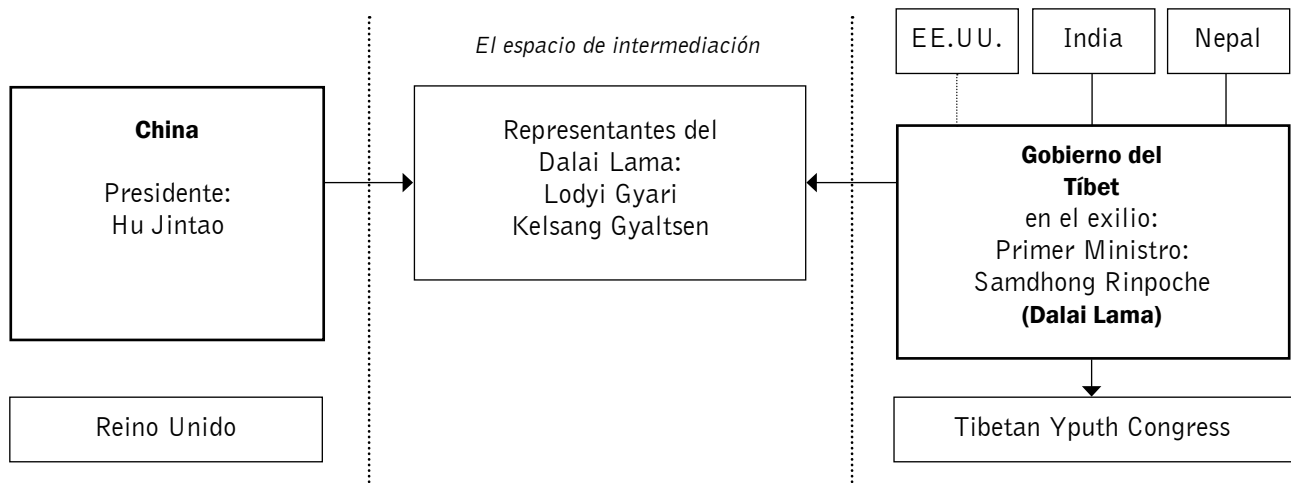 El espacio de intermediación
EE.UU.
India
Nepal
China
Presidente:
Hu Jintao
Representantes del
Dalai Lama:
Lodyi Gyari
Kelsang Gyaltsen
Gobierno del
Tíbet
en el exilio:
Primer Ministro:
Samdhong Rinpoche
(Dalai Lama)
Reino Unido
Tibetan Yputh Congress